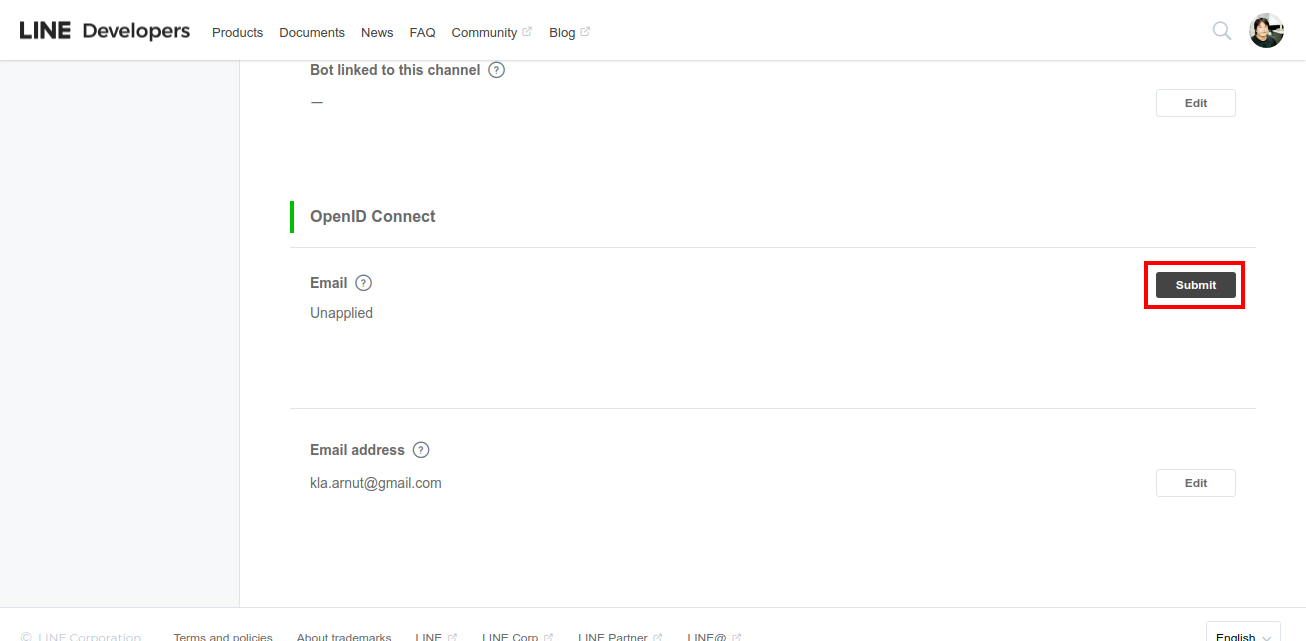 LINE Developers Products Documents News FAQ Community Blog
Bot linked to this channel ?
—
Edit
OpenID Connect
Email ?
Submit
Unapplied
Email address ?
kla.arnut@gmail.com
Edit
© LINE Corporation Terms and policies About trademarks LINE LINE Corp LINE Partner LINE@ English